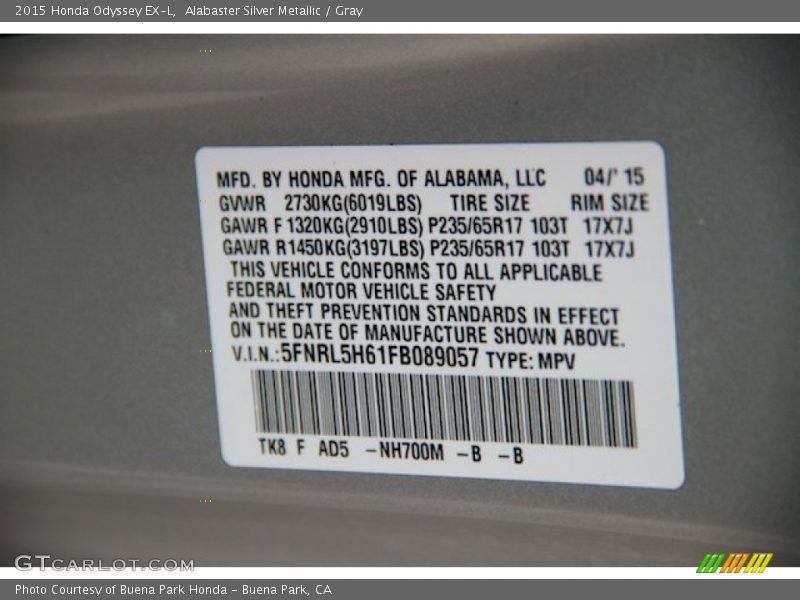 2015 Honda Odyssey EX-L, Alabaster Silver Metallic / Gray
MFD. BY HONDA MFG. OF ALABAMA, LLC 04/' 15
GVWR 2730KG(6019LBS) TIRE SIZE RIM SIZE
GAWR F 1320KG(2910LBS) P235/65R17 103T 17X7J
GAWR R1450KG(3197LBS) P235/65R17 103T 17X7J
THIS VEHICLE CONFORMS TO ALL APPLICABLE
FEDERAL MOTOR VEHICLE SAFETY
AND THEFT PREVENTION STANDARDS IN EFFECT
ON THE DATE OF MANUFACTURE SHOWN ABOVE.
V.I.N.:5FNRL5H61FB089057 TYPE: MPV
TK8 F AD5 -NH700M -B -B
GTCARLOT.COM
Photo Courtesy of Buena Park Honda - Buena Park, CA